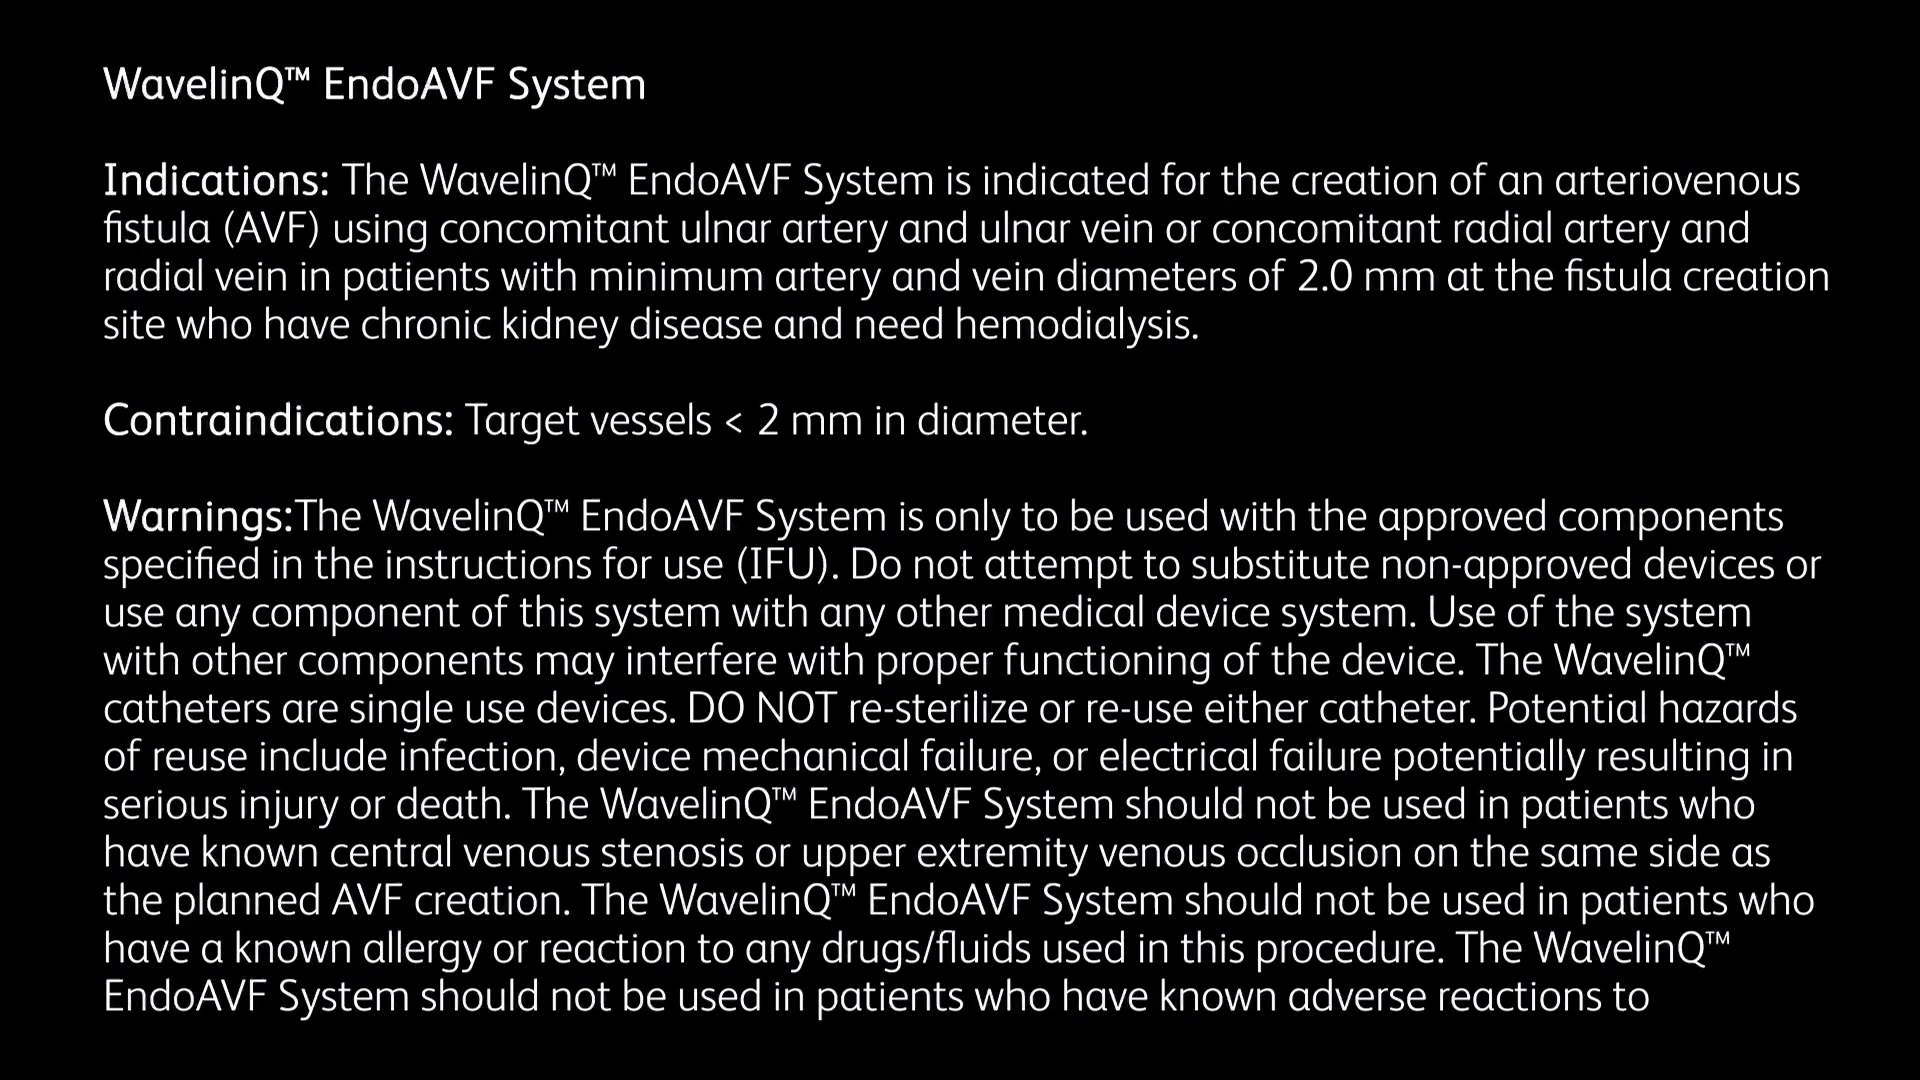 WavelinQ™ EndoAVF System
Indications: The WavelinQ™ EndoAVF System is indicated for the creation of an arteriovenous
fistula (AVF) using concomitant ulnar artery and ulnar vein or concomitant radial artery and
radial vein in patients with minimum artery and vein diameters of 2.0 mm at the fistula creation
site who have chronic kidney disease and need hemodialysis.
Contraindications: Target vessels < 2 mm in diameter.
Warnings:The WavelinQ™ EndoAVF System is only to be used with the approved components
specified in the instructions for use (IFU). Do not attempt to substitute non-approved devices or
use any component of this system with any other medical device system. Use of the system
with other components may interfere with proper functioning of the device. The WavelinQ™
catheters are single use devices. DO NOT re-sterilize or re-use either catheter. Potential hazards
of reuse include infection, device mechanical failure, or electrical failure potentially resulting in
serious injury or death. The WavelinQ™ EndoAVF System should not be used in patients who
have known central venous stenosis or upper extremity venous occlusion on the same side as
the planned AVF creation. The WavelinQ™ EndoAVF System should not be used in patients who
have a known allergy or reaction to any drugs/fluids used in this procedure. The WavelinQ™
EndoAVF System should not be used in patients who have known adverse reactions to